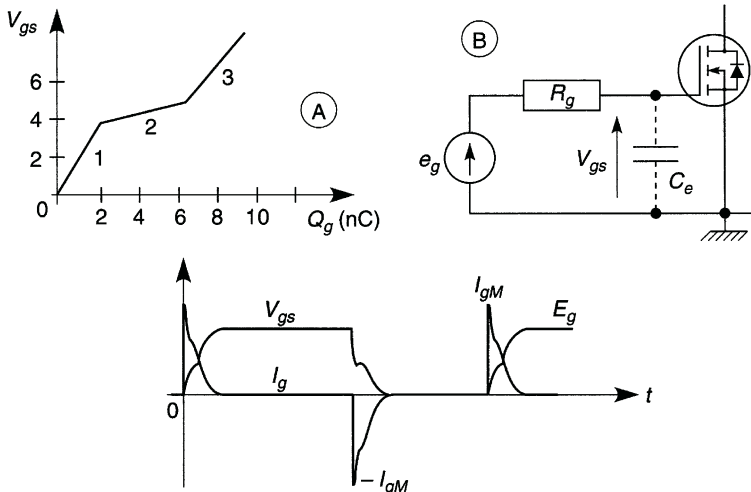 V_gs
6
4
2
0
1
2
3
A
2 4 6 8 10 Q_g (nC)
B
R_g
e_g
V_gs
C_e
V_gs
I_g
I_gM
E_g
0
t
– I_gM